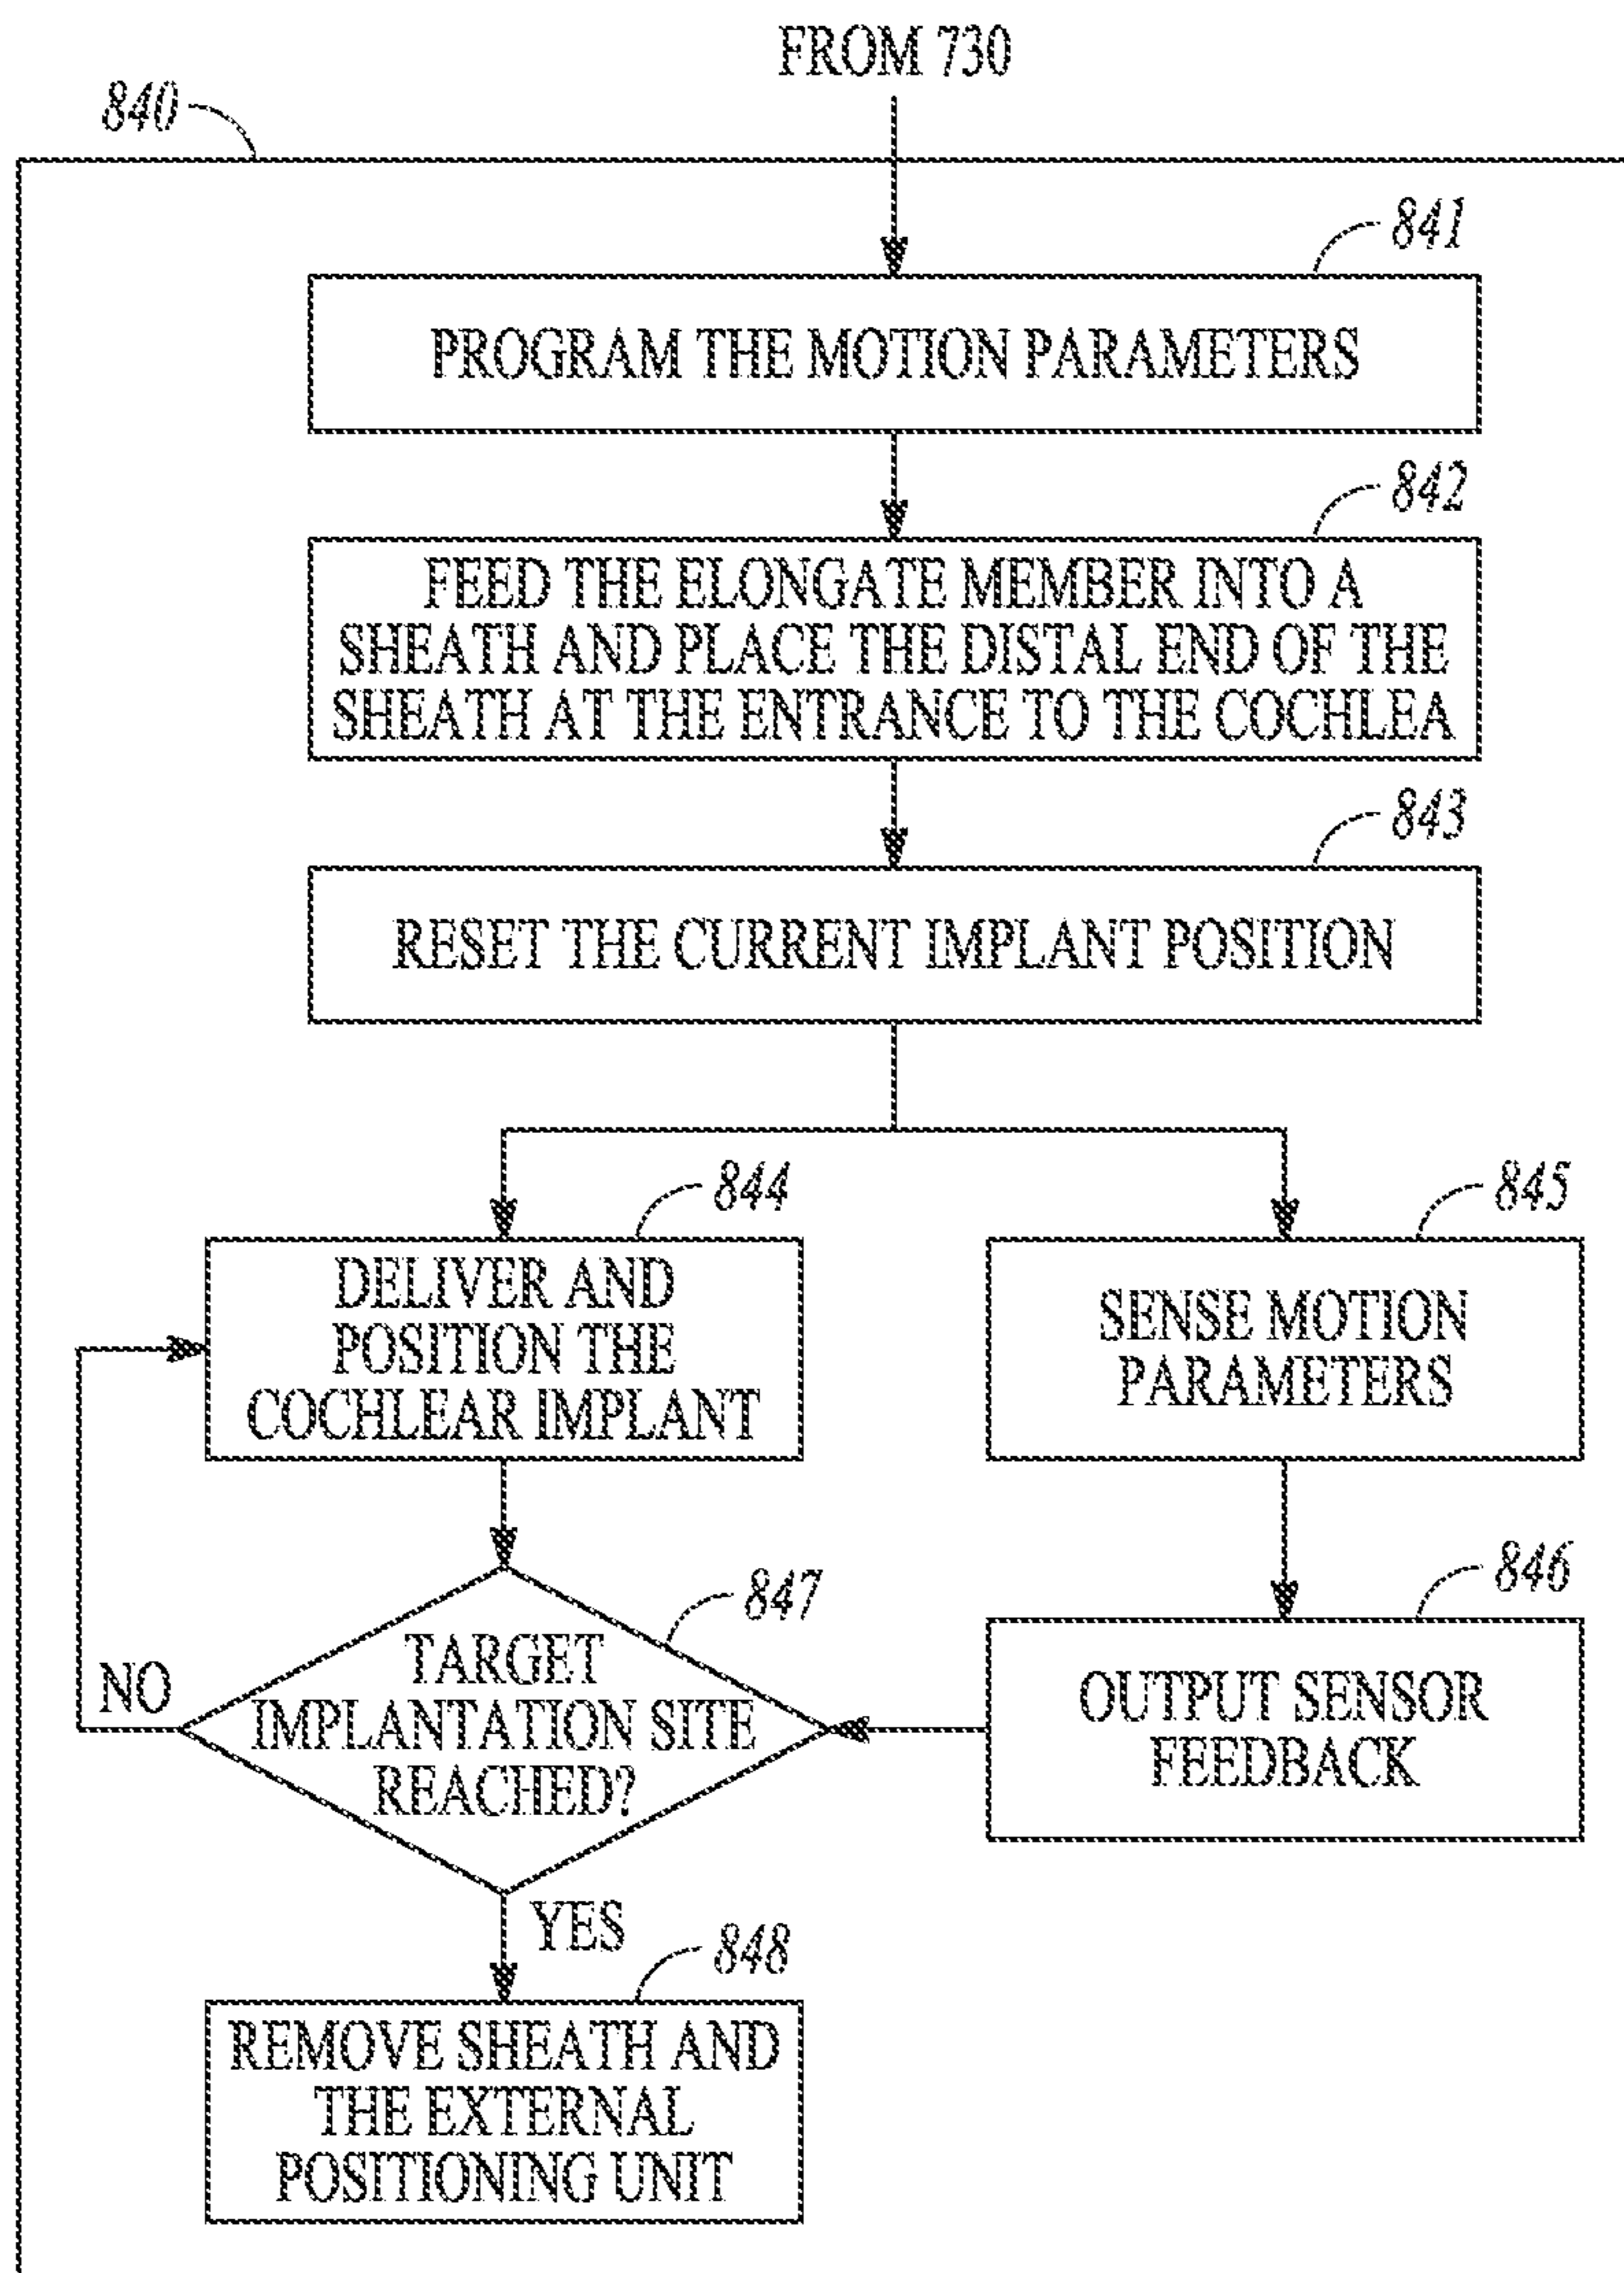 FROM 730
840
841
PROGRAM THE MOTION PARAMETERS
842
FEED THE ELONGATE MEMBER INTO A
SHEATH AND PLACE THE DISTAL END OF THE
SHEATH AT THE ENTRANCE TO THE COCHLEA
843
RESET THE CURRENT IMPLANT POSITION
844
DELIVER AND
POSITION THE
COCHLEAR IMPLANT
845
SENSE MOTION
PARAMETERS
846
OUTPUT SENSOR
FEEDBACK
847
TARGET
IMPLANTATION SITE
REACHED?
NO
YES
848
REMOVE SHEATH AND
THE EXTERNAL
POSITIONING UNIT